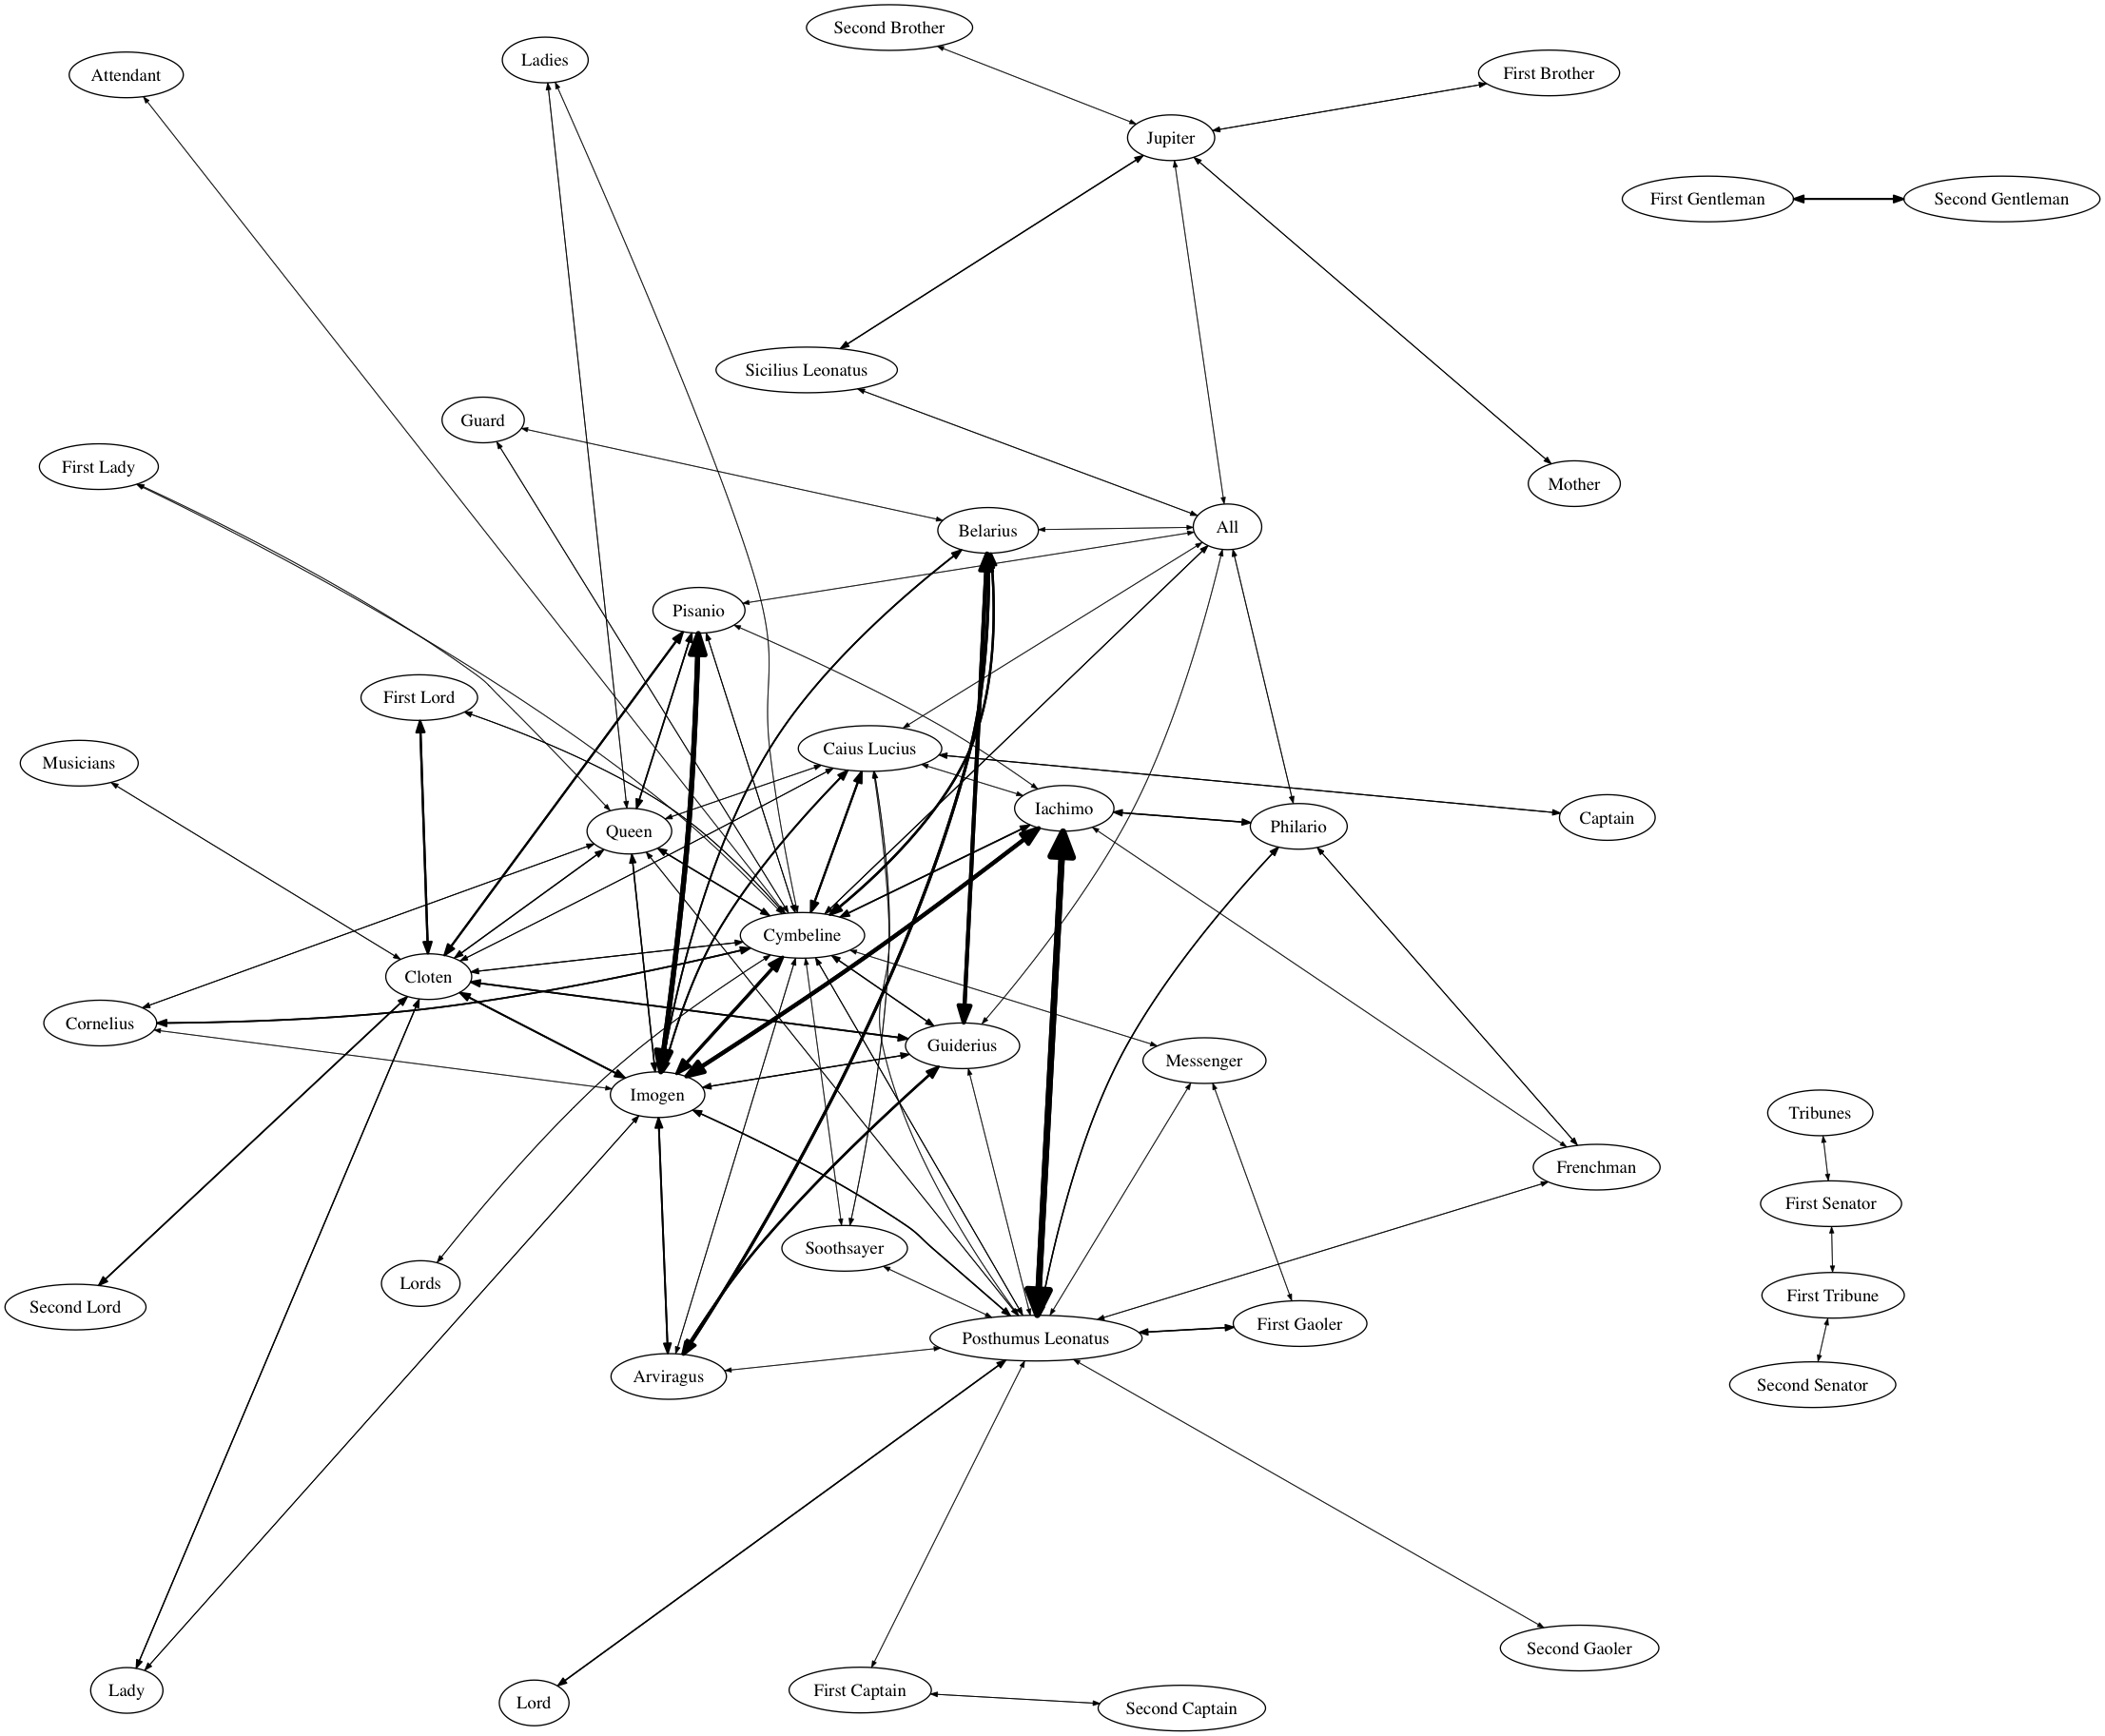 Second Brother
Ladies
Attendant
First Brother
Jupiter
First Gentleman
Second Gentleman
Sicilius Leonatus
Guard
First Lady
Mother
Belarius
All
Pisanio
First Lord
Caius Lucius
Musicians
Iachimo
Captain
Philario
Queen
Cymbeline
Cloten
Cornelius
Guiderius
Messenger
Imogen
Tribunes
Frenchman
First Senator
Soothsayer
Lords
First Tribune
Second Lord
First Gaoler
Posthumus Leonatus
Arviragus
Second Senator
Second Gaoler
Lady
First Captain
Lord
Second Captain